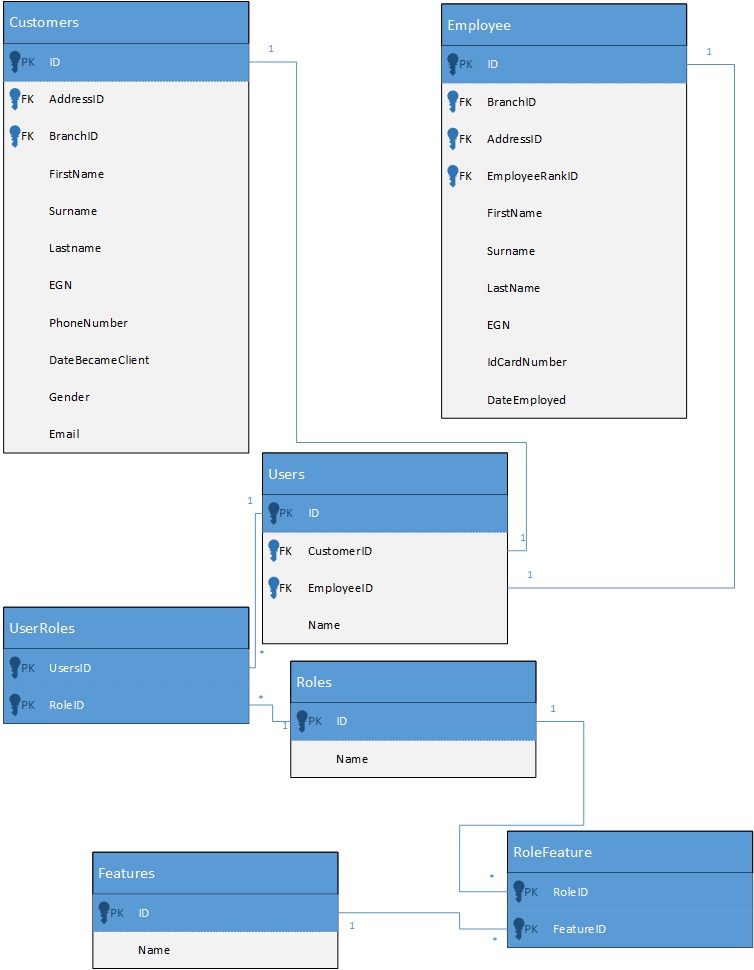 Customers
PK ID
FK AddressID
FK BranchID
FirstName
Surname
Lastname
EGN
PhoneNumber
DateBecameClient
Gender
Email
1
Employee
PK ID
FK BranchID
FK AddressID
FK EmployeeRankID
FirstName
Surname
LastName
EGN
IdCardNumber
DateEmployed
1
Users
PK ID
FK CustomerID
FK EmployeeID
Name
1
1
1
UserRoles
PK UsersID
PK RoleID
*
*
Roles
PK ID
Name
1
1
Features
PK ID
Name
1
RoleFeature
PK RoleID
PK FeatureID
*
*